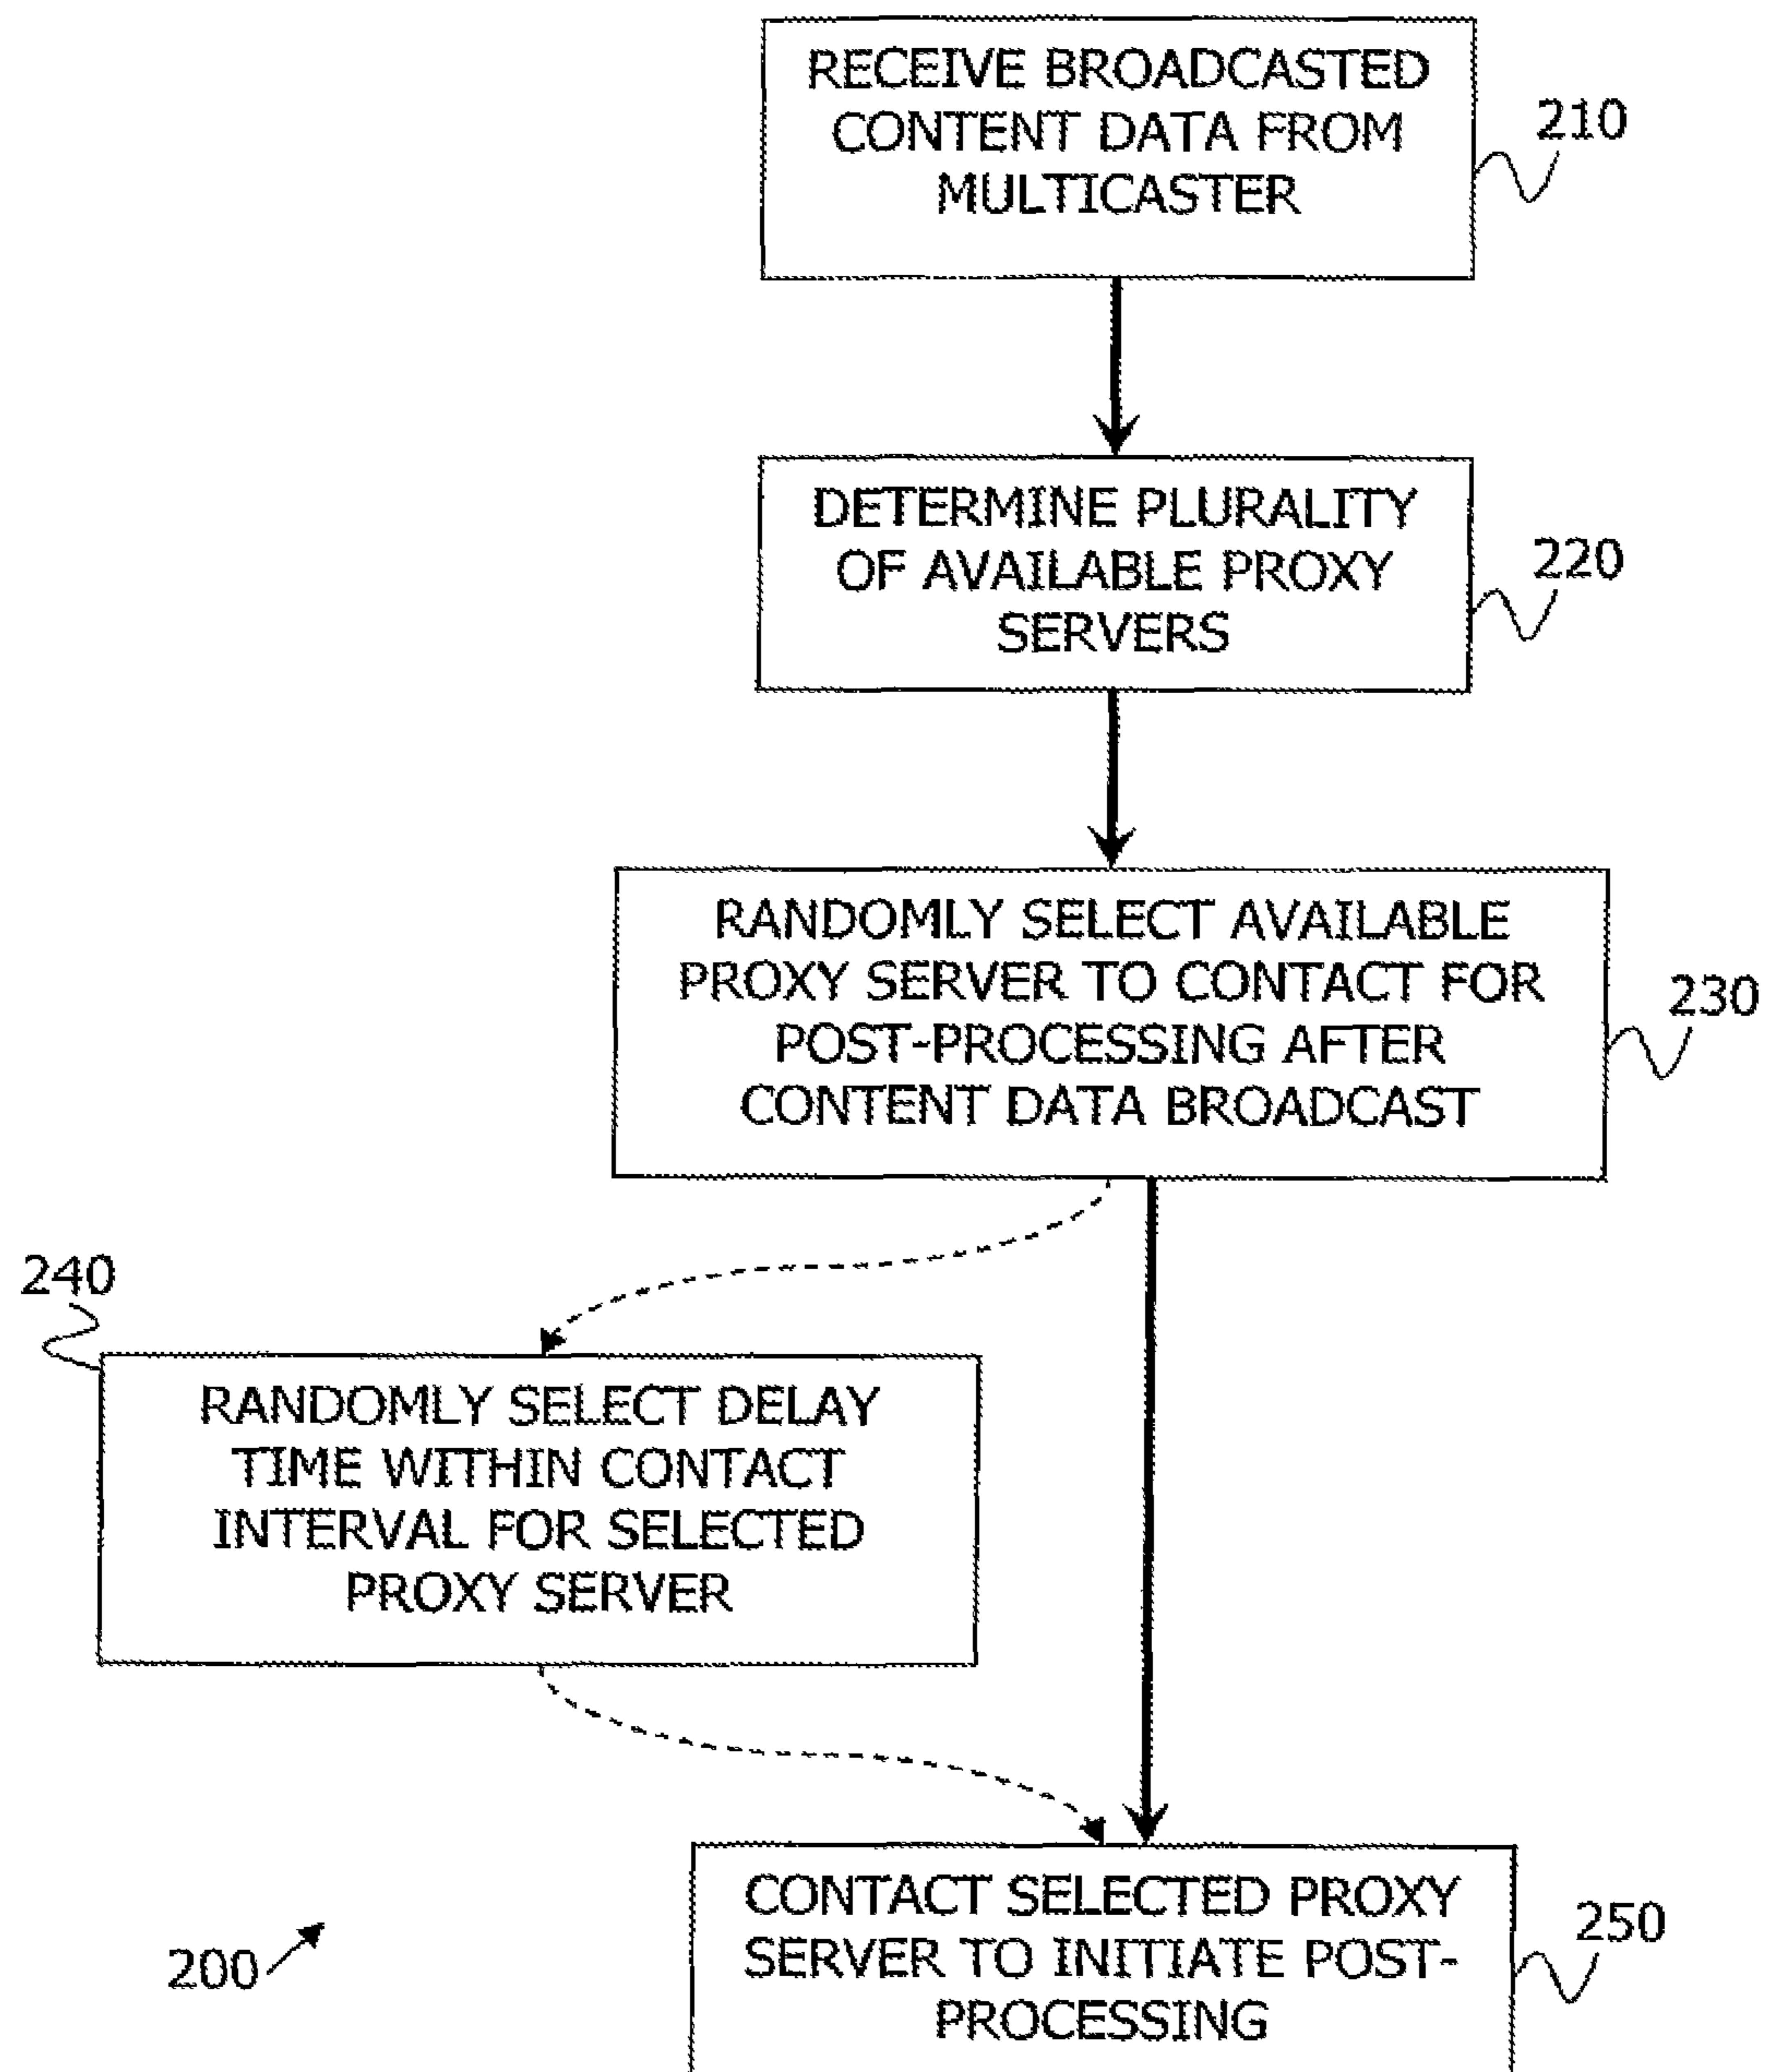 RECEIVE BROADCASTED
CONTENT DATA FROM
MULTICASTER
210
DETERMINE PLURALITY
OF AVAILABLE PROXY
SERVERS
220
RANDOMLY SELECT AVAILABLE
PROXY SERVER TO CONTACT FOR
POST-PROCESSING AFTER
CONTENT DATA BROADCAST
230
240
RANDOMLY SELECT DELAY
TIME WITHIN CONTACT
INTERVAL FOR SELECTED
PROXY SERVER
CONTACT SELECTED PROXY
SERVER TO INITIATE POST-
PROCESSING
250
200